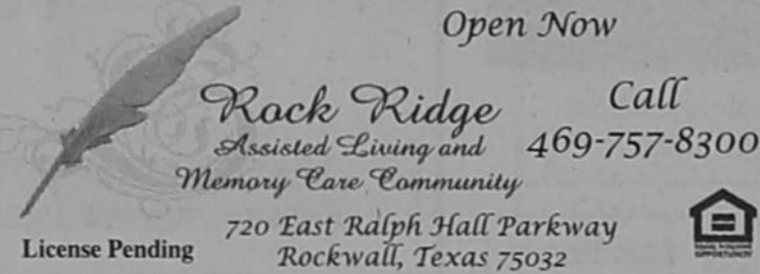 Open Now
Rock Ridge
Assisted Living and
Memory Care Community
Call
469-757-8300
720 East Ralph Hall Parkway
Rockwall, Texas 75032
License Pending
OPPORTUNITY